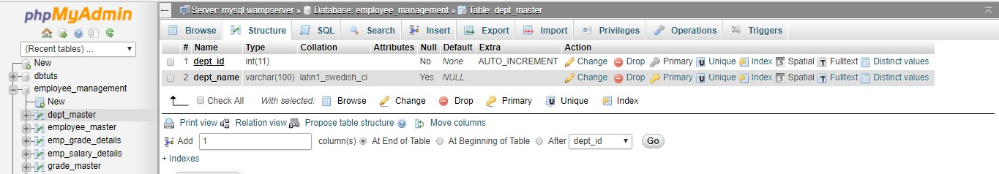 phpMyAdmin
(Recent tables) ...
New
dbtuts
employee_management
New
dept_master
employee_master
emp_grade_details
emp_salary_details
grade_master
Server: mysql wampserver » Database: employee_management » Table: dept_master
Browse Structure SQL Search Insert Export Import Privileges Operations Triggers
# Name Type Collation Attributes Null Default Extra Action
1 dept_id int(11) No None AUTO_INCREMENT Change Drop Primary Unique Index Spatial Fulltext Distinct values
2 dept_name varchar(100) latin1_swedish_ci Yes NULL Change Drop Primary Unique Index Spatial Fulltext Distinct values
Check All With selected: Browse Change Drop Primary Unique Index
Print view Relation view Propose table structure Move columns
Add 1 column(s) At End of Table At Beginning of Table After dept_id Go
+ Indexes